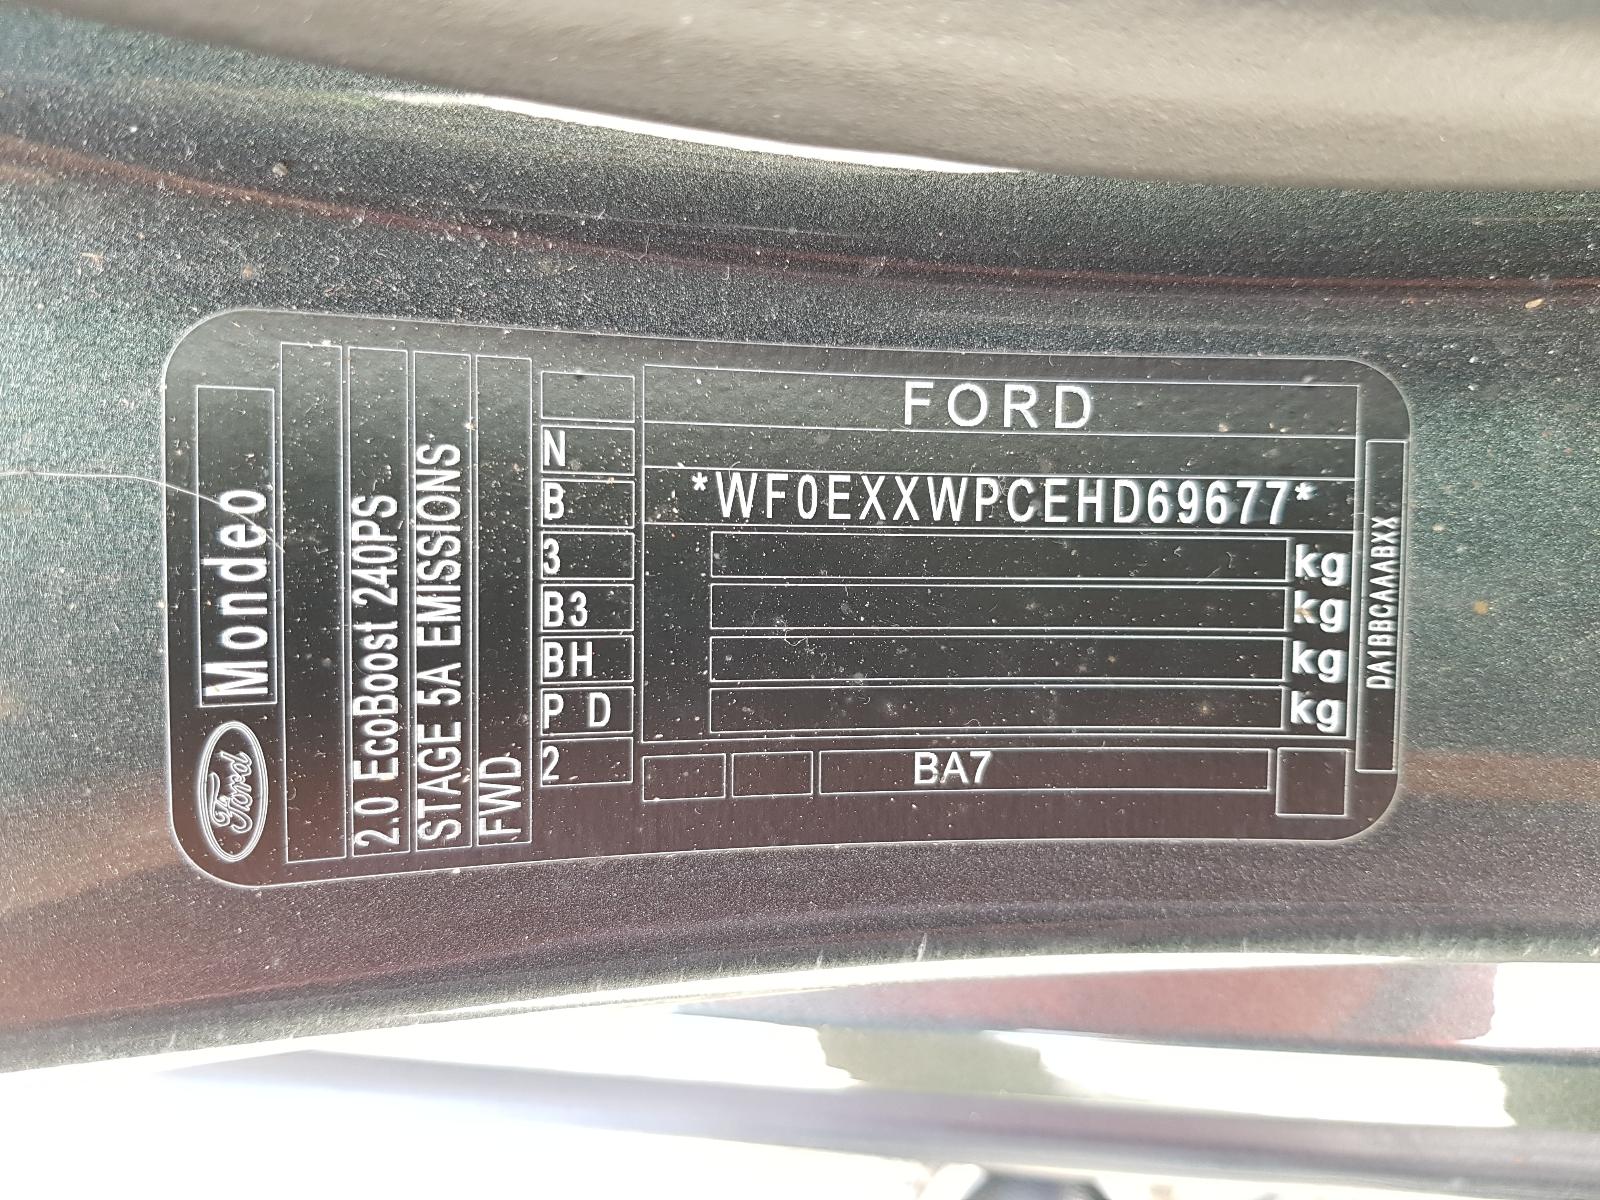 Ford
Mondeo
2.0 EcoBoost 240PS
STAGE 5A EMISSIONS
FWD
N
B
3
B3
BH
P D
2
FORD
*WF0EXXWPCEHD69677*
kg
kg
kg
kg
BA7
DA1BBCAAABXX